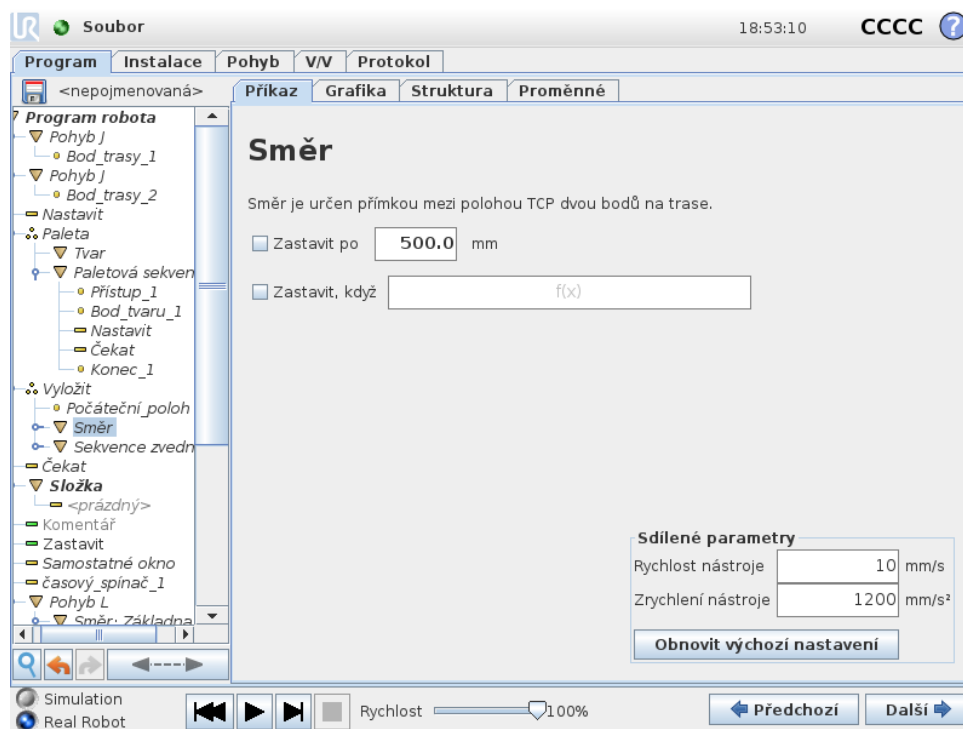 UR Soubor 18:53:10 CCCC ?
Program Instalace Pohyb V/V Protokol
<nepojmenovaná> Příkaz Grafika Struktura Proměnné
Program robota
Pohyb J
Bod_trasy_1
Pohyb J
Bod_trasy_2
Nastavit
Paleta
Tvar
Paletová sekven
Přístup_1
Bod_tvaru_1
Nastavit
Čekat
Konec_1
Vyložit
Počáteční_poloh
Směr
Sekvence zvedn
Čekat
Složka
<prázdný>
Komentář
Zastavit
Samostatné okno
časový_spínač_1
Pohyb L
Směr: Základna
Směr
Směr je určen přímkou mezi polohou TCP dvou bodů na trase.
Zastavit po 500.0 mm
Zastavit, když f(x)
Sdílené parametry
Rychlost nástroje 10 mm/s
Zrychlení nástroje 1200 mm/s²
Obnovit výchozí nastavení
Simulation
Real Robot
Rychlost 100%
Předchozí Další